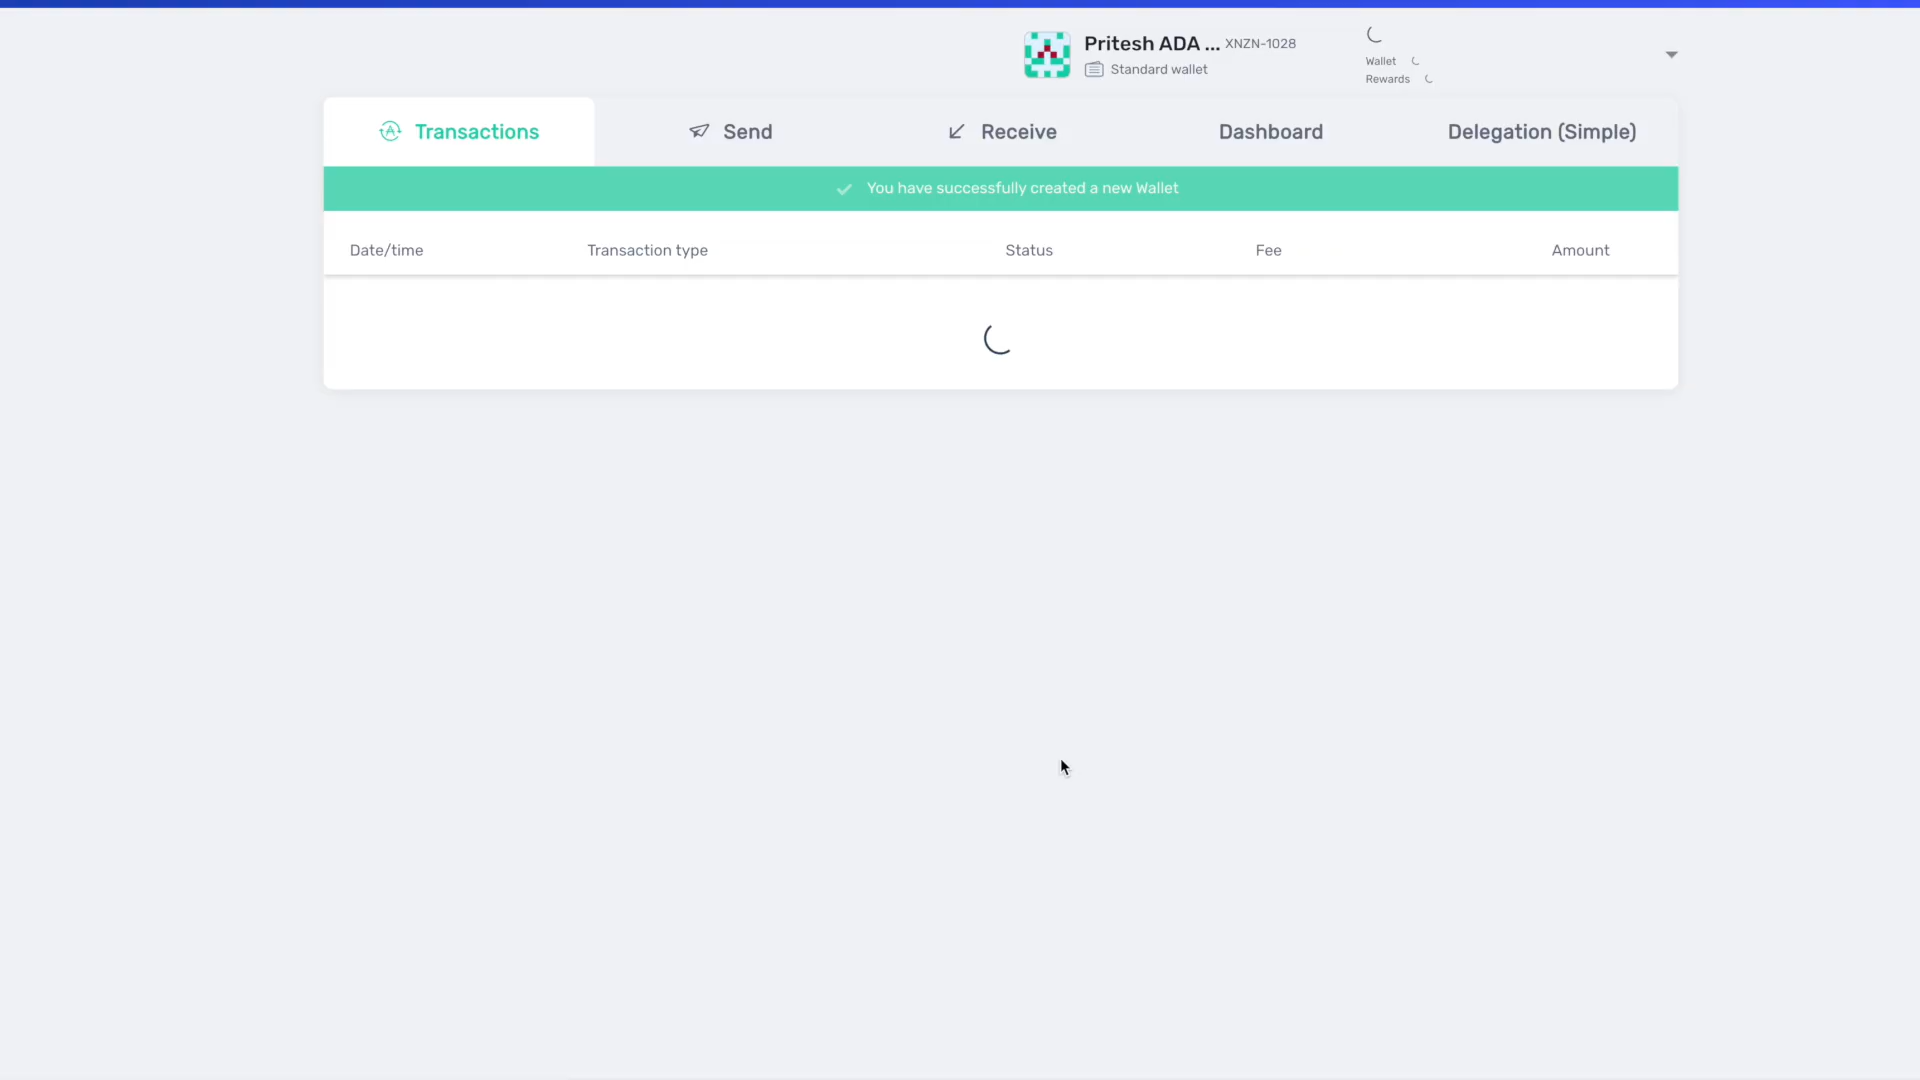 Pritesh ADA ... XNZN-1028
Standard wallet
Wallet
Rewards
Transactions
Send
Receive
Dashboard
Delegation (Simple)
You have successfully created a new Wallet
Date/time
Transaction type
Status
Fee
Amount